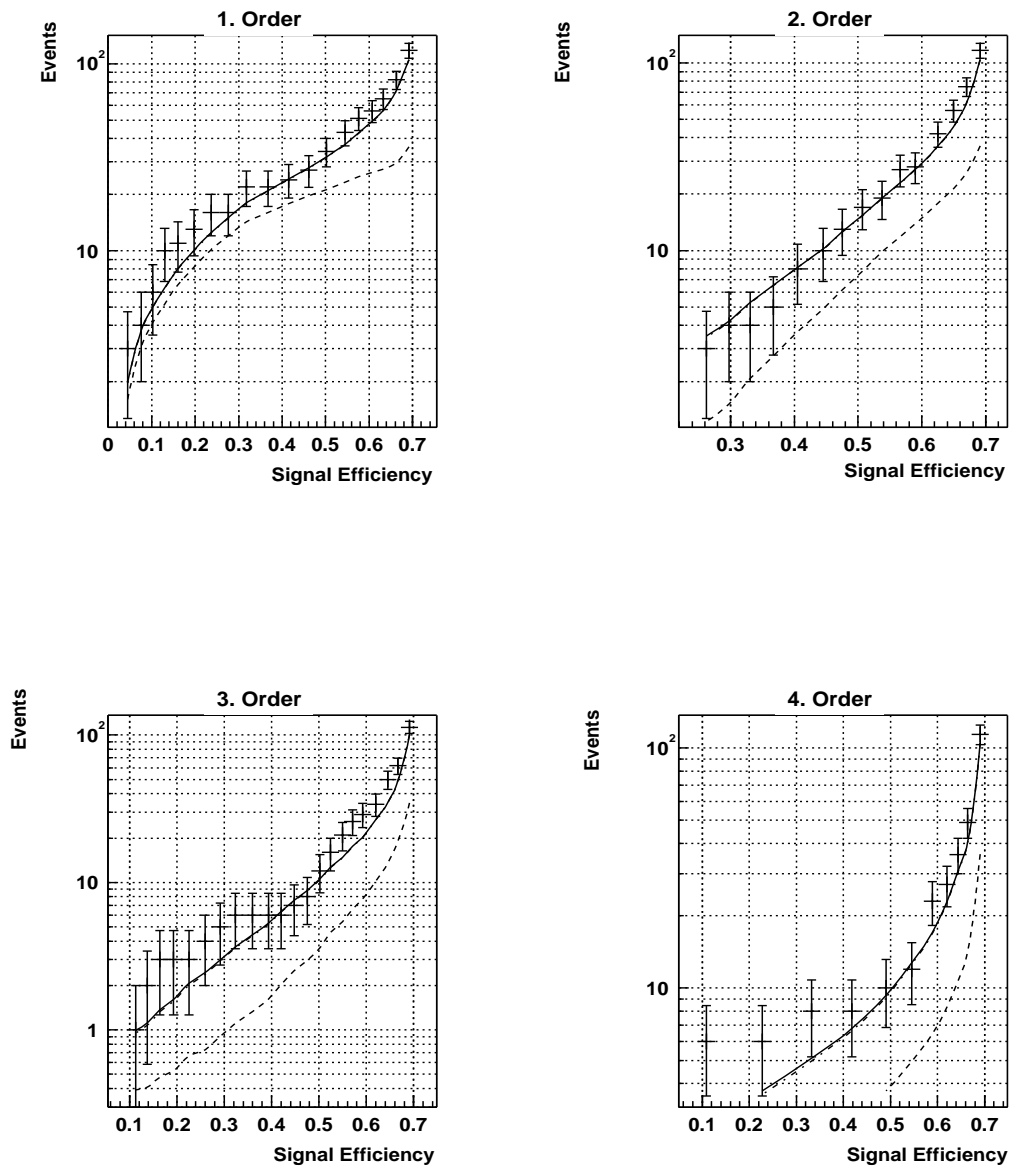 1. Order
Events
10²
10
0 0.1 0.2 0.3 0.4 0.5 0.6 0.7
Signal Efficiency
2. Order
Events
10²
10
0.3 0.4 0.5 0.6 0.7
Signal Efficiency
3. Order
Events
10²
10
1
0.1 0.2 0.3 0.4 0.5 0.6 0.7
Signal Efficiency
4. Order
Events
10²
10
0.1 0.2 0.3 0.4 0.5 0.6 0.7
Signal Efficiency